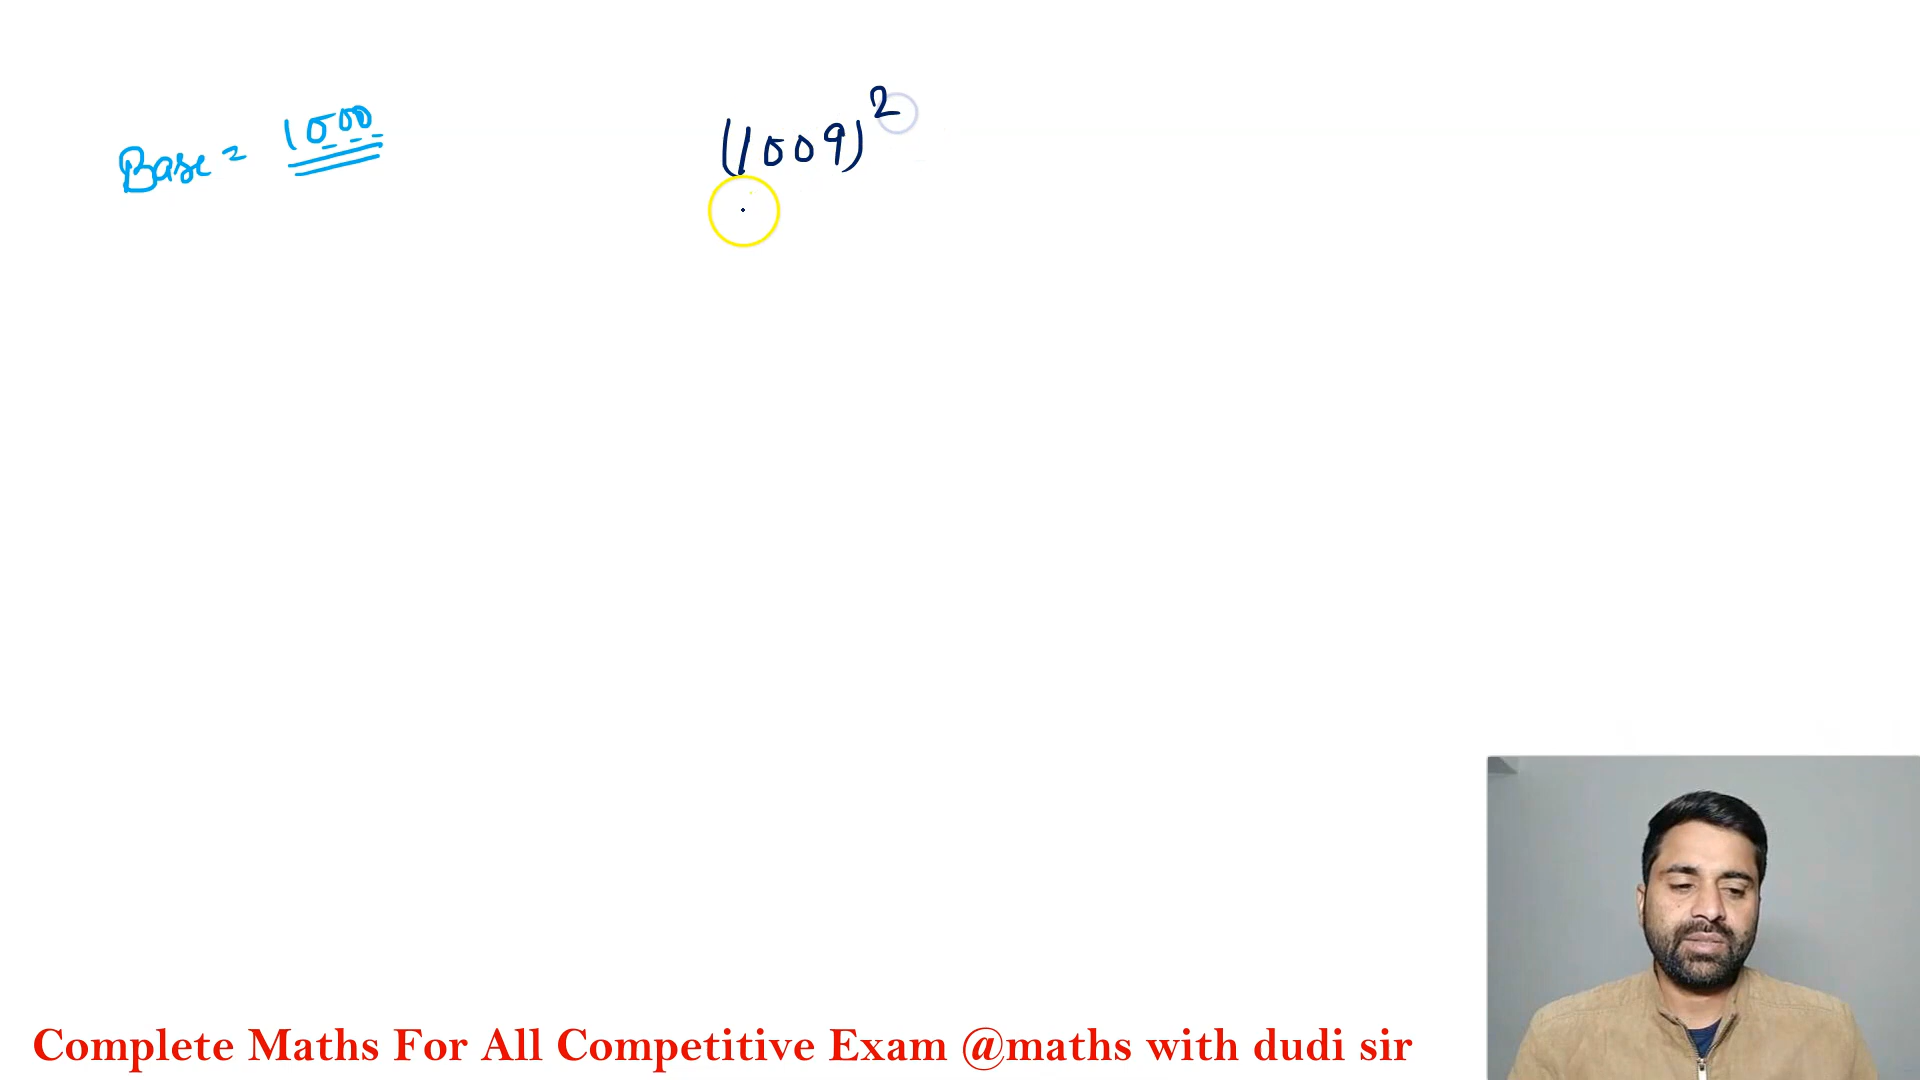 Base = 1000
(1009)²
Complete Maths For All Competitive Exam @maths with dudi sir